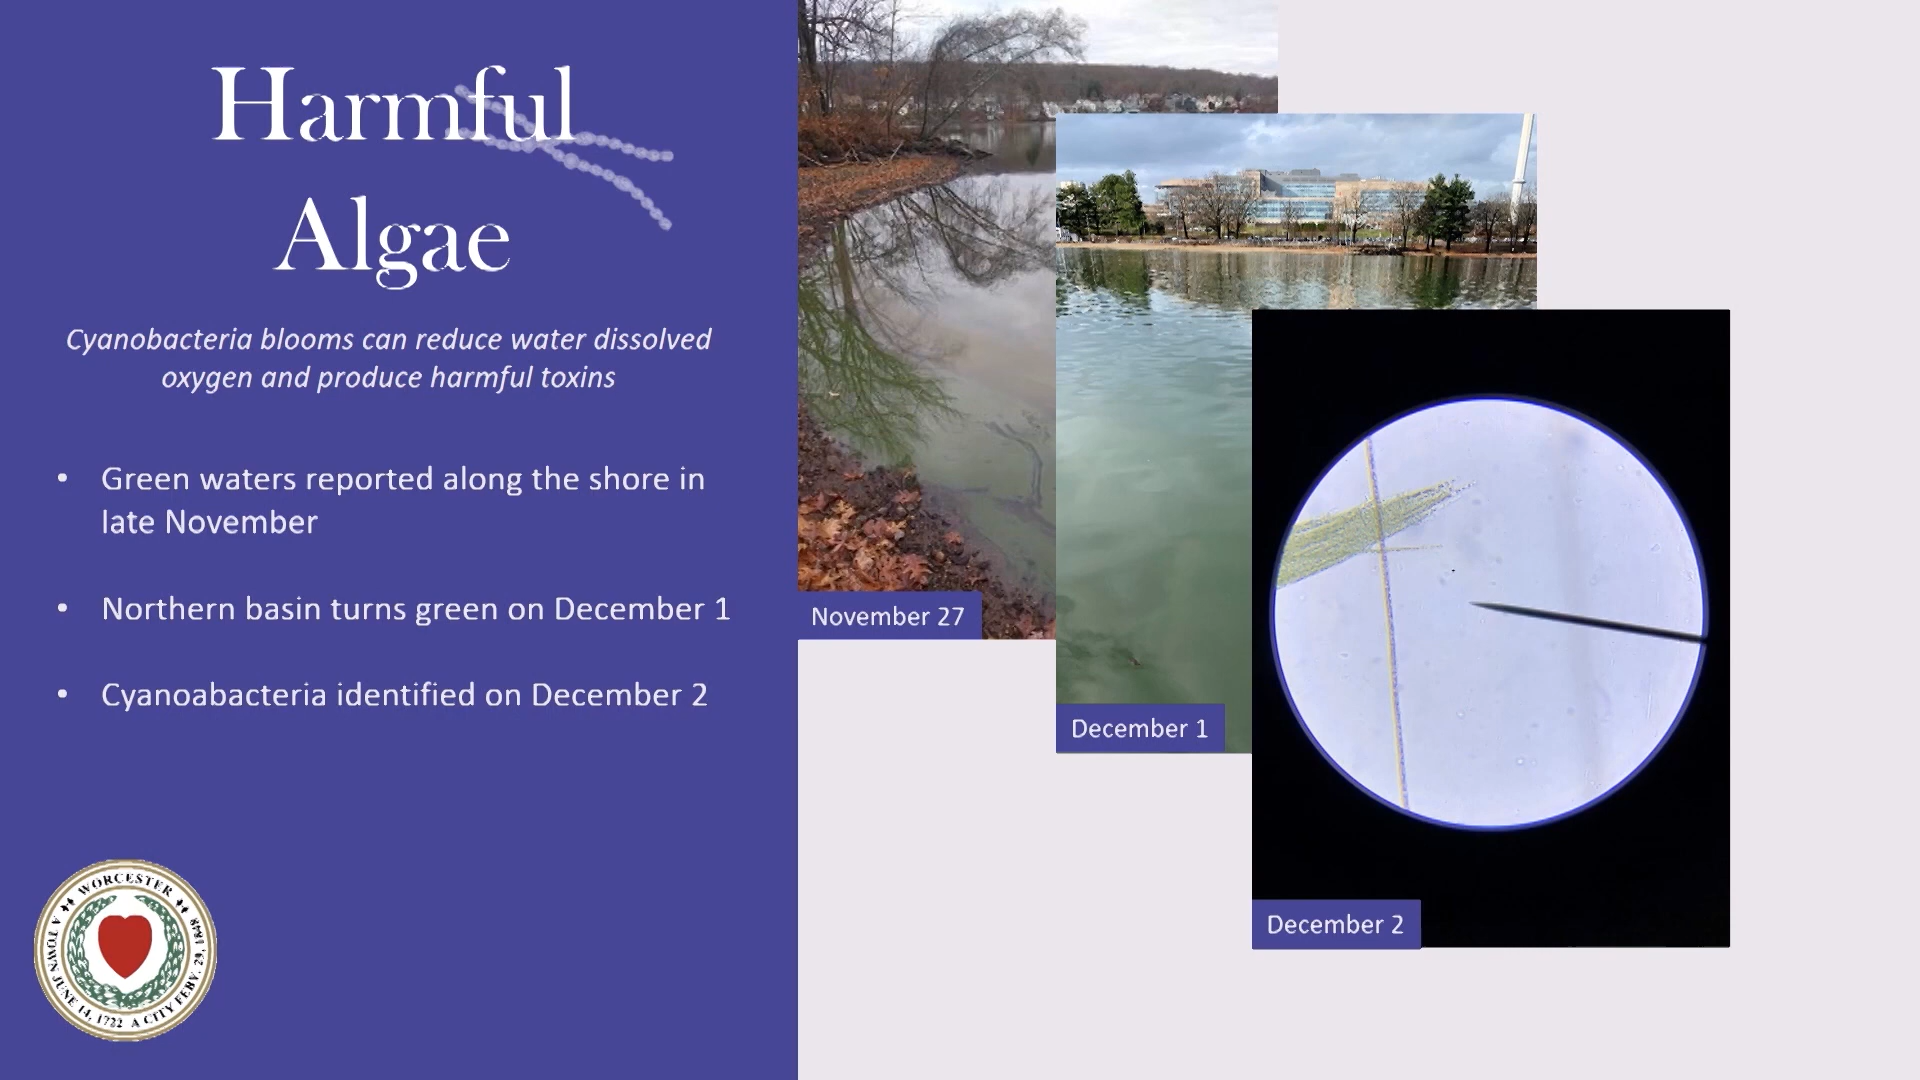 Harmful
Algae
Cyanobacteria blooms can reduce water dissolved
oxygen and produce harmful toxins
• Green waters reported along the shore in
late November
• Northern basin turns green on December 1
• Cyanoabacteria identified on December 2
WORCESTER
A TOWN JUNE 14, 1722 A CITY FEBY. 29, 1848
November 27
December 1
December 2